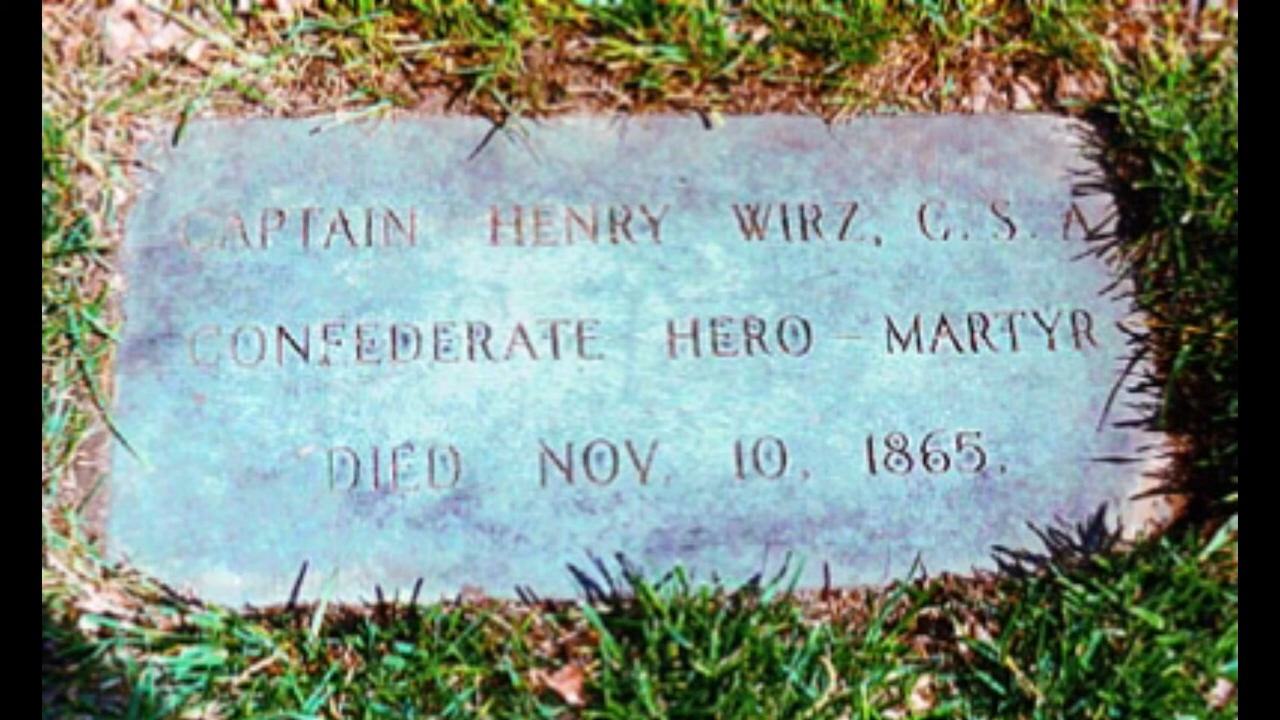 CAPTAIN HENRY WIRZ, C. S. A.
CONFEDERATE HERO - MARTYR
DIED NOV. 10, 1865.